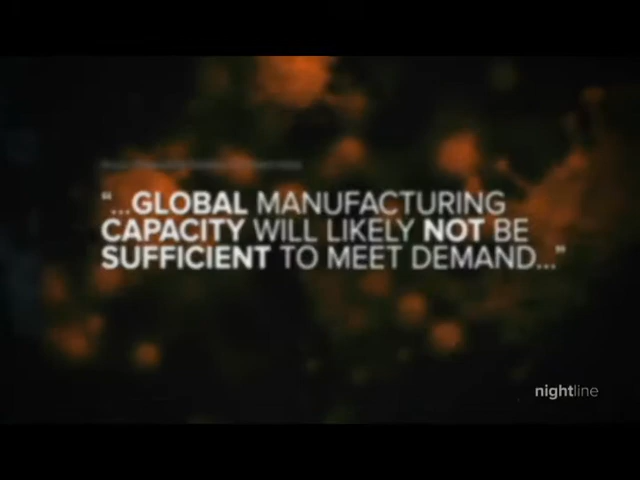 “...GLOBAL MANUFACTURING
CAPACITY WILL LIKELY NOT BE
SUFFICIENT TO MEET DEMAND...”
nightline